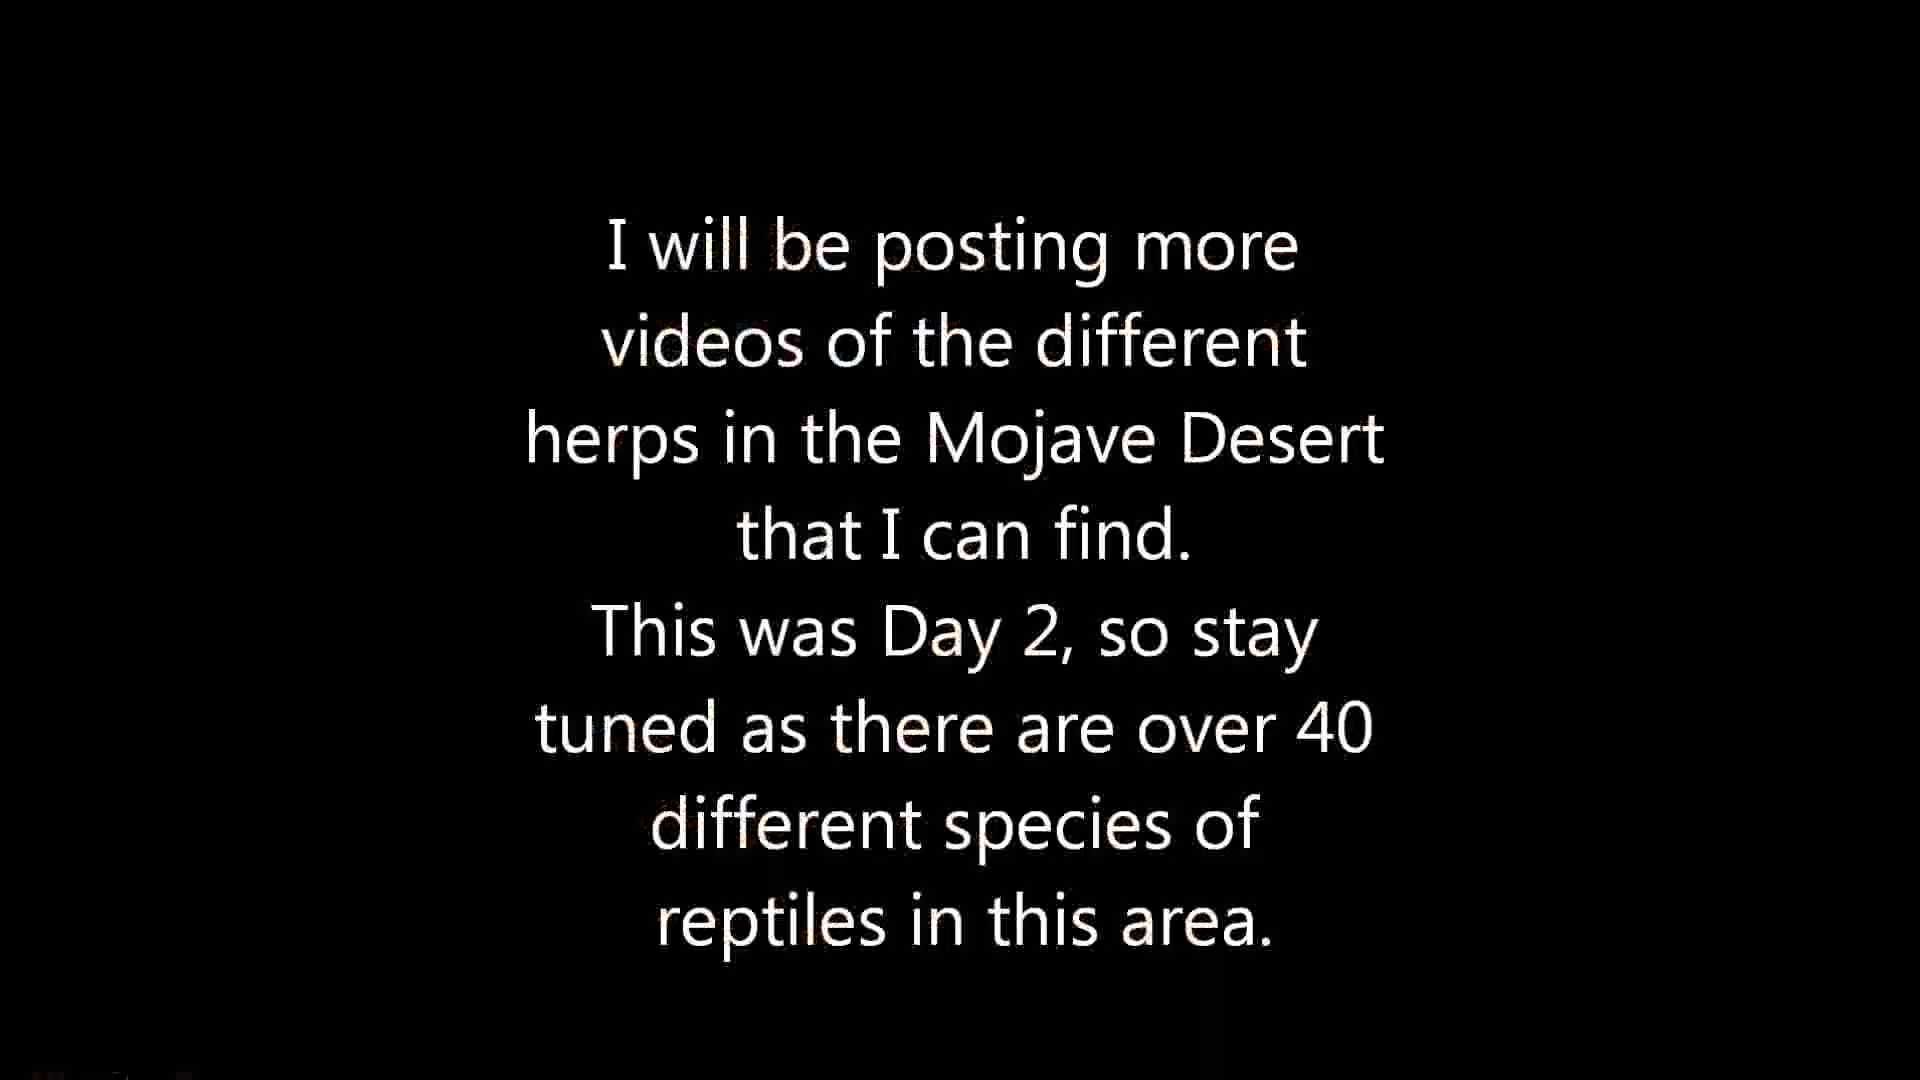 I will be posting more
videos of the different
herps in the Mojave Desert
that I can find.
This was Day 2, so stay
tuned as there are over 40
different species of
reptiles in this area.